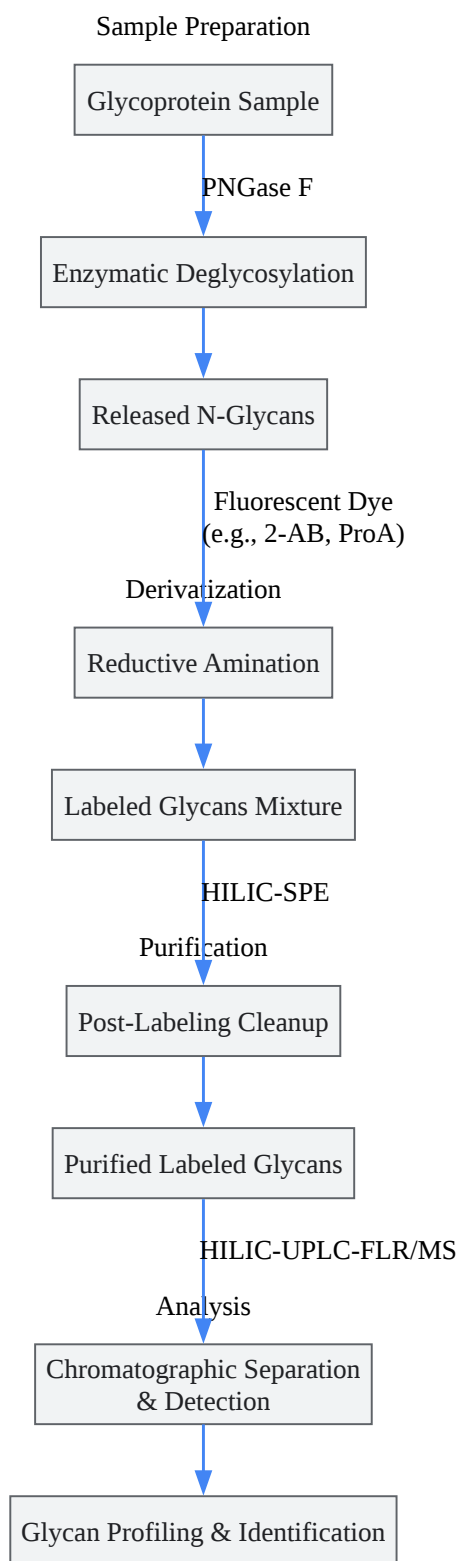 Sample Preparation
Glycoprotein Sample
PNGase F
Enzymatic Deglycosylation
Released N-Glycans
Fluorescent Dye
(e.g., 2-AB, ProA)
Derivatization
Reductive Amination
Labeled Glycans Mixture
HILIC-SPE
Purification
Post-Labeling Cleanup
Purified Labeled Glycans
HILIC-UPLC-FLR/MS
Analysis
Chromatographic Separation
& Detection
Glycan Profiling & Identification